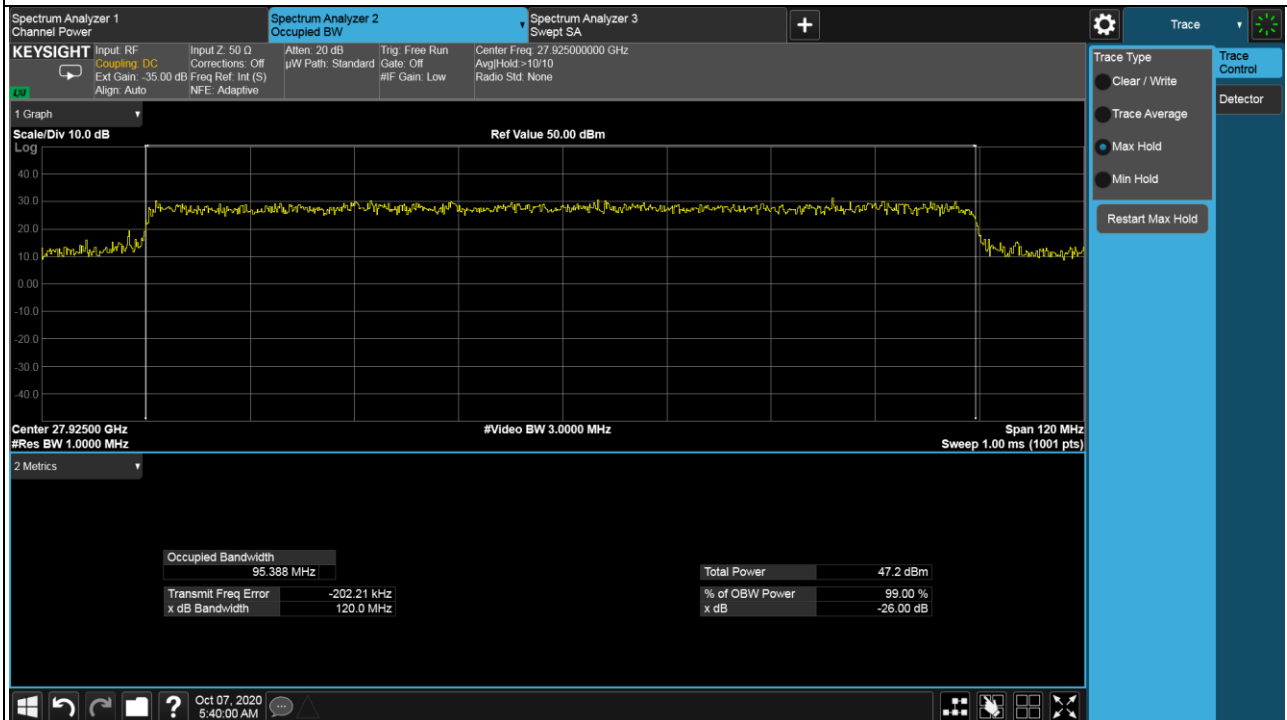 Spectrum Analyzer 1
Channel Power
Spectrum Analyzer 2
Occupied BW
Spectrum Analyzer 3
Swept SA
+
Trace
KEYSIGHT
Input: RF
Coupling: DC
Ext Gain: -35.00 dB
Align: Auto
Input Z: 50 Ω
Corrections: Off
Freq Ref: Int (S)
NFE: Adaptive
Atten: 20 dB
µW Path: Standard
Trig: Free Run
Gate: Off
#IF Gain: Low
Center Freq: 27.925000000 GHz
Avg|Hold:>10/10
Radio Std: None
LXI
Trace Type
Clear / Write
Trace Average
Max Hold
Min Hold
Restart Max Hold
Trace
Control
Detector
1 Graph
Scale/Div 10.0 dB
Ref Value 50.00 dBm
Log
40.0
30.0
20.0
10.0
0.00
-10.0
-20.0
-30.0
-40.0
Center 27.92500 GHz
#Video BW 3.0000 MHz
Span 120 MHz
#Res BW 1.0000 MHz
Sweep 1.00 ms (1001 pts)
2 Metrics
Occupied Bandwidth
95.388 MHz
Transmit Freq Error -202.21 kHz
x dB Bandwidth 120.0 MHz
Total Power 47.2 dBm
% of OBW Power 99.00 %
x dB -26.00 dB
?
Oct 07, 2020
5:40:00 AM